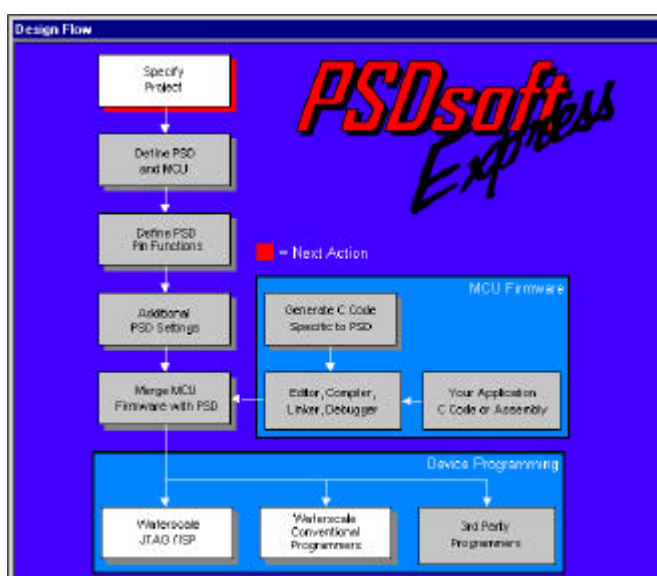 Design Flow
Specify
Project
PSDsoft
Express
Define PSD
and MCU
Define PSD
Pin Functions
= Next Action
MCU Firmware
Additional
PSD Settings
Generate C Code
Specific to PSD
Merge MCU
Firmware with PSD
Editor, Compiler,
Linker, Debugger
Your Application
C Code or Assembly
Device Programming
Waferscale
JTAG / ISP
Waferscale
Conventional
Programmers
3rd Party
Programmers